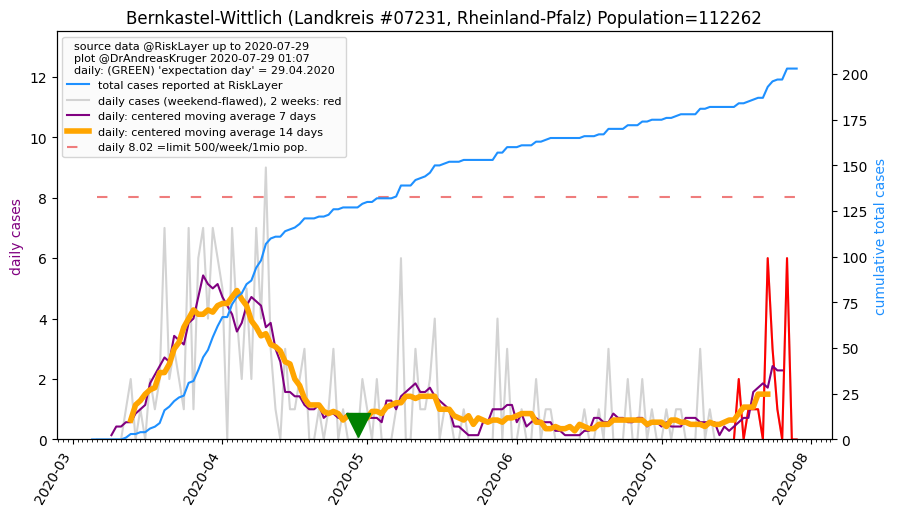 Bernkastel-Wittlich (Landkreis #07231, Rheinland-Pfalz) Population=112262
source data @RiskLayer up to 2020-07-29
plot @DrAndreasKruger 2020-07-29 01:07
daily: (GREEN) 'expectation day' = 29.04.2020
total cases reported at RiskLayer
daily cases (weekend-flawed), 2 weeks: red
daily: centered moving average 7 days
daily: centered moving average 14 days
daily 8.02 =limit 500/week/1mio pop.
daily cases
12
10
8
6
4
2
0
200
175
150
125
100
75
50
25
0
cumulative total cases
2020-03
2020-04
2020-05
2020-06
2020-07
2020-08